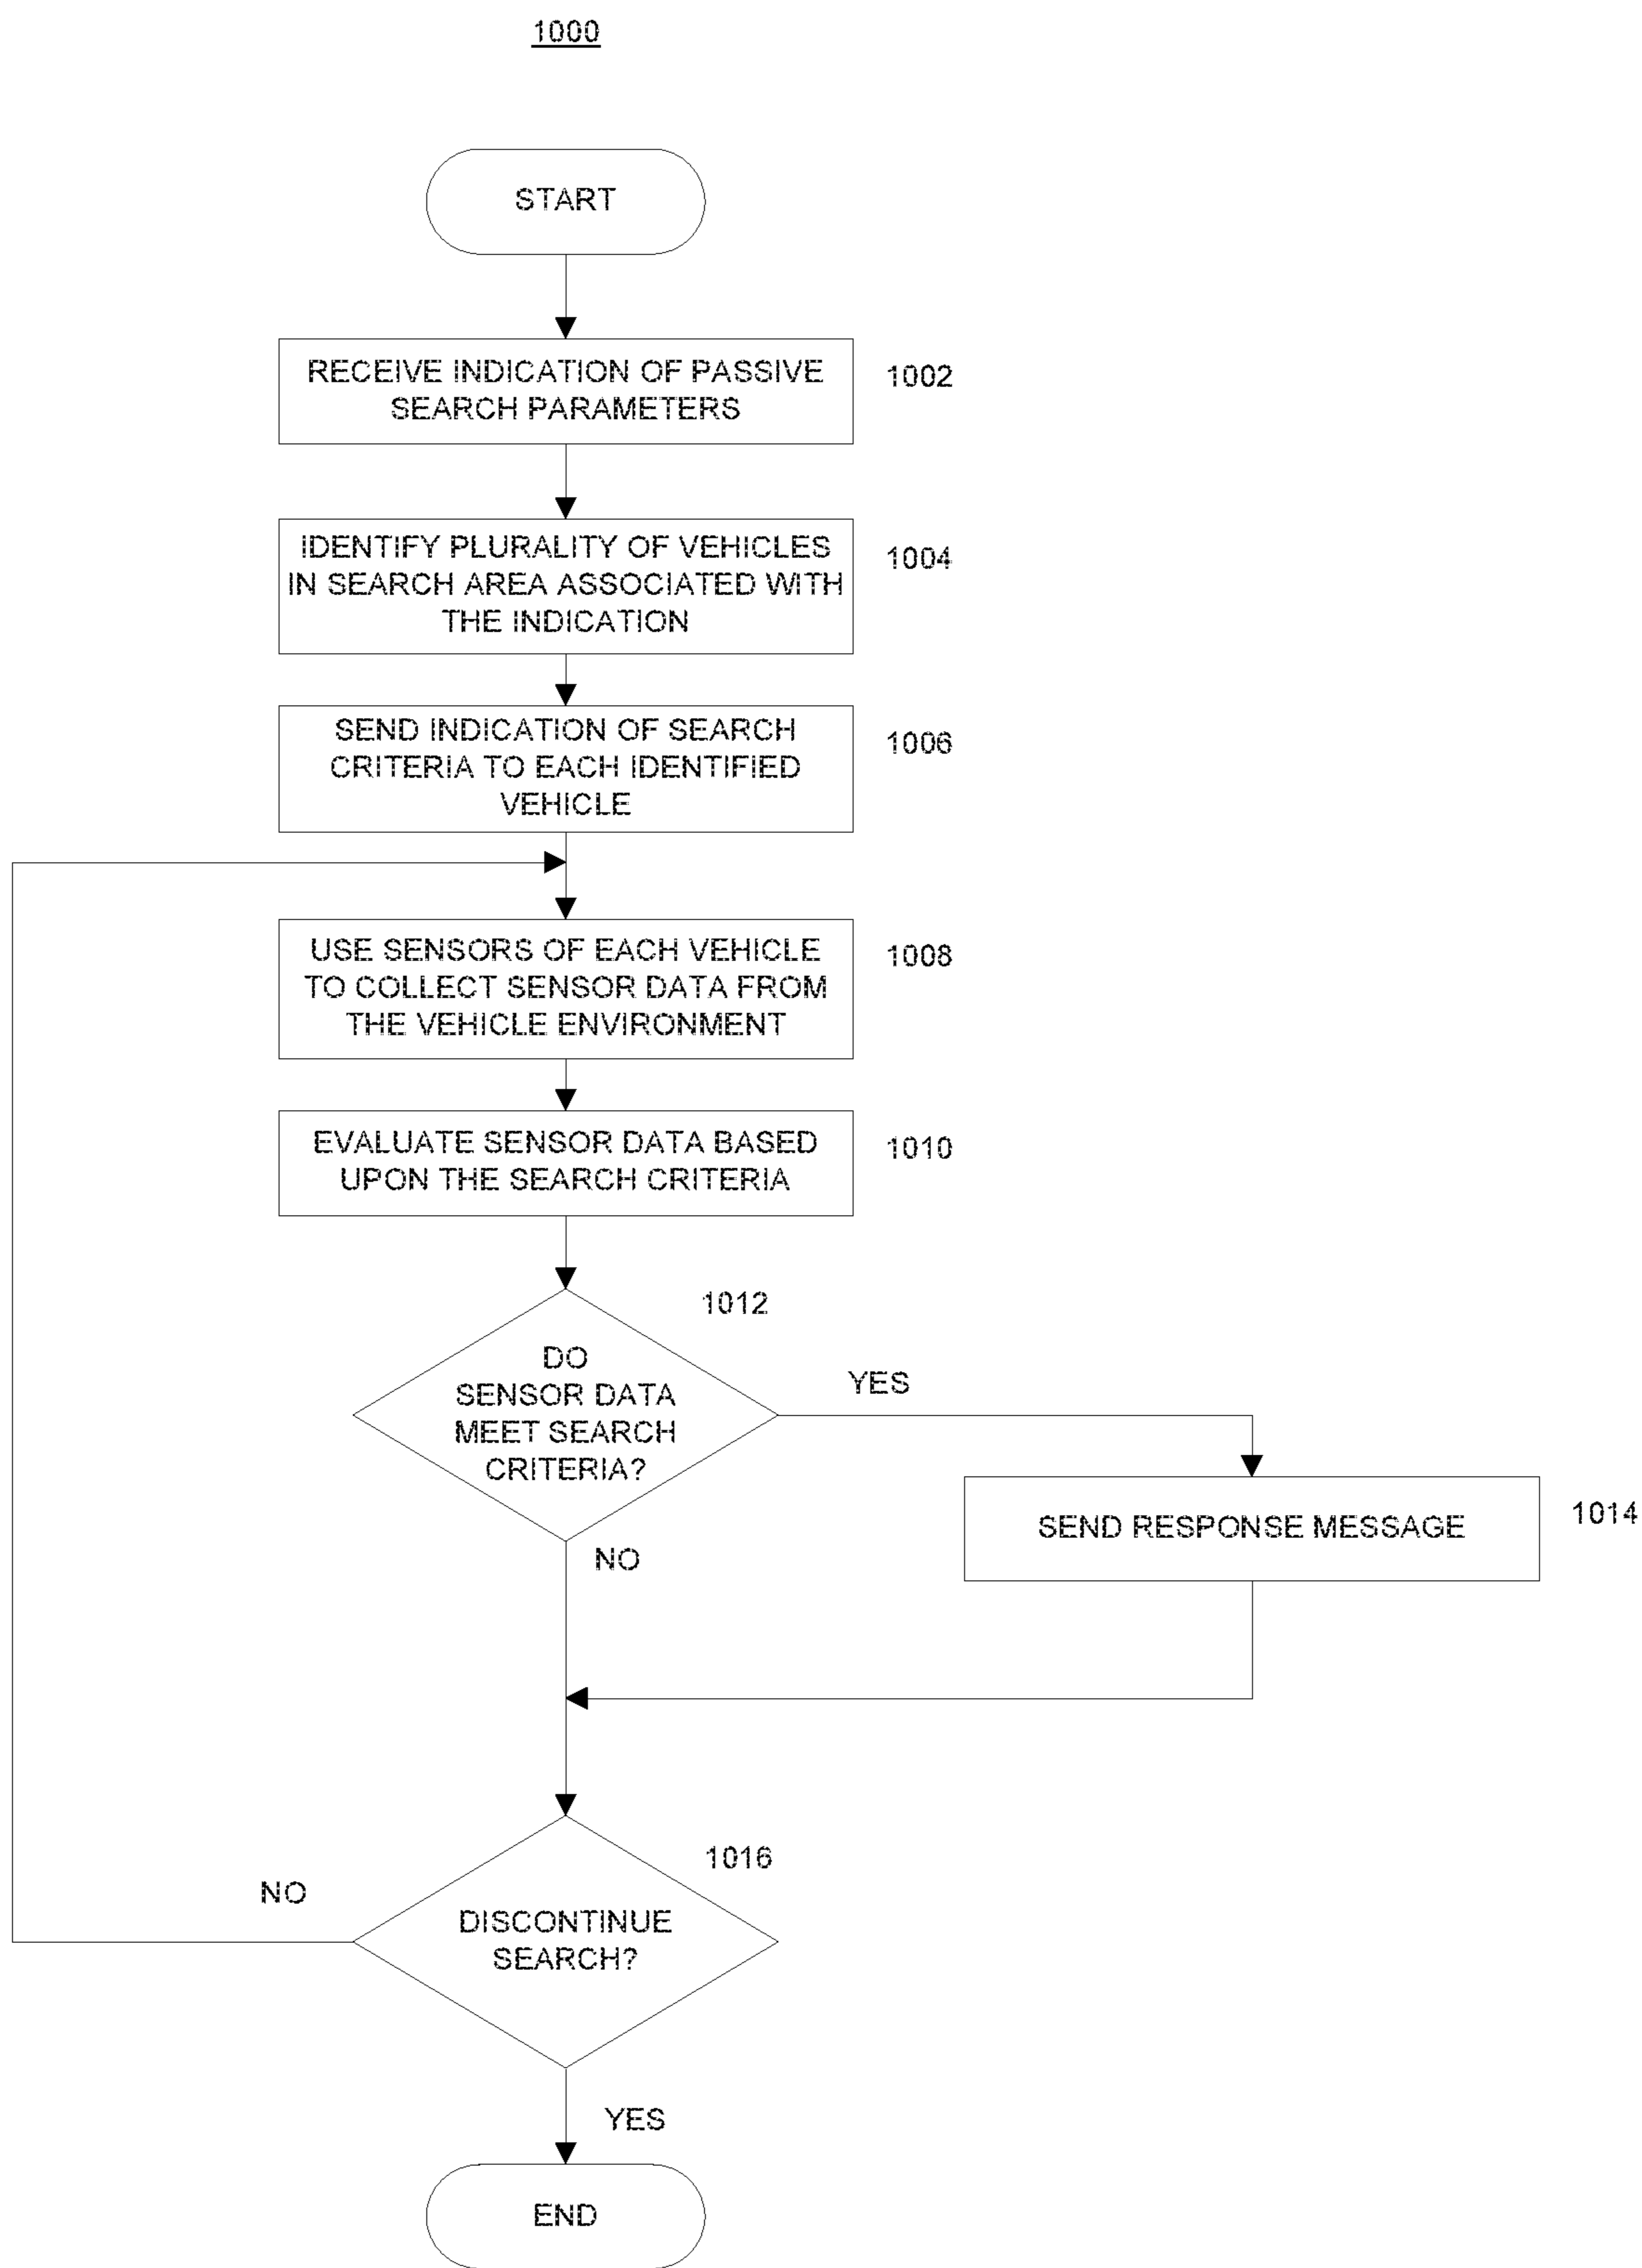 1000
START
RECEIVE INDICATION OF PASSIVE
SEARCH PARAMETERS
1002
IDENTIFY PLURALITY OF VEHICLES
IN SEARCH AREA ASSOCIATED WITH
THE INDICATION
1004
SEND INDICATION OF SEARCH
CRITERIA TO EACH IDENTIFIED
VEHICLE
1006
USE SENSORS OF EACH VEHICLE
TO COLLECT SENSOR DATA FROM
THE VEHICLE ENVIRONMENT
1008
EVALUATE SENSOR DATA BASED
UPON THE SEARCH CRITERIA
1010
1012
DO
SENSOR DATA
MEET SEARCH
CRITERIA?
YES
NO
SEND RESPONSE MESSAGE
1014
1016
DISCONTINUE
SEARCH?
NO
YES
END